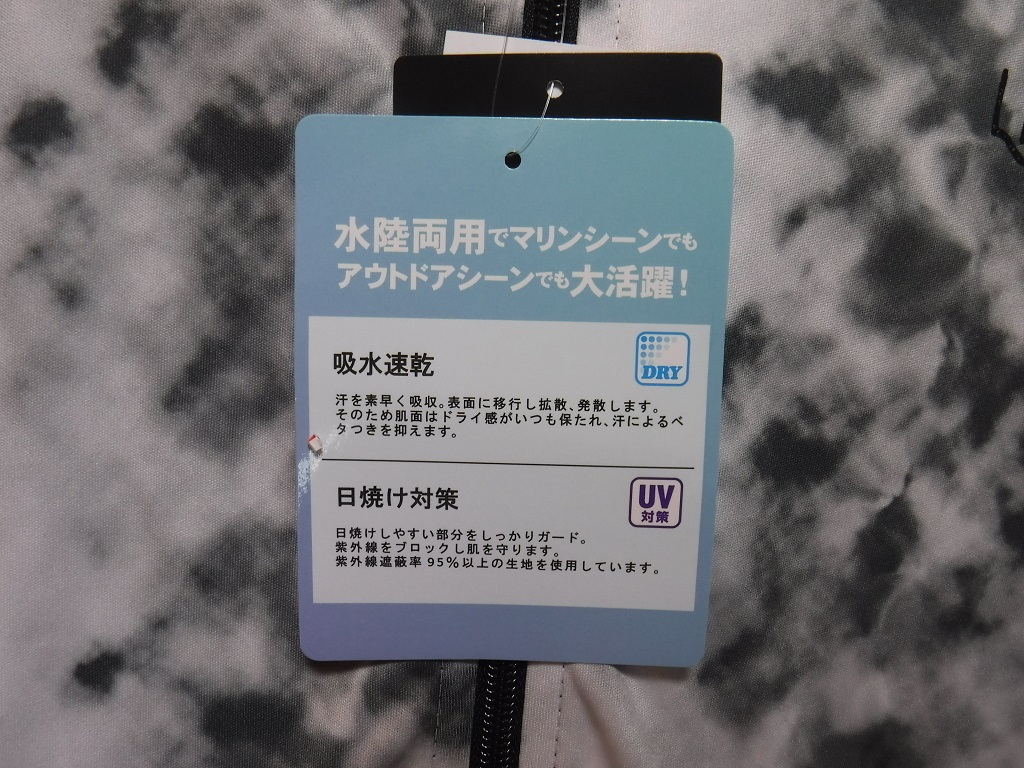 水陸両用でマリンシーンでも
アウトドアシーンでも大活躍！
吸水速乾
DRY
汗を素早く吸収。表面に移行し拡散、発散します。
そのため肌面はドライ感がいつも保たれ、汗によるベ
タつきを抑えます。
日焼け対策
UV
対策
日焼けしやすい部分をしっかりガード。
紫外線をブロックし肌を守ります。
紫外線遮蔽率95%以上の生地を使用しています。